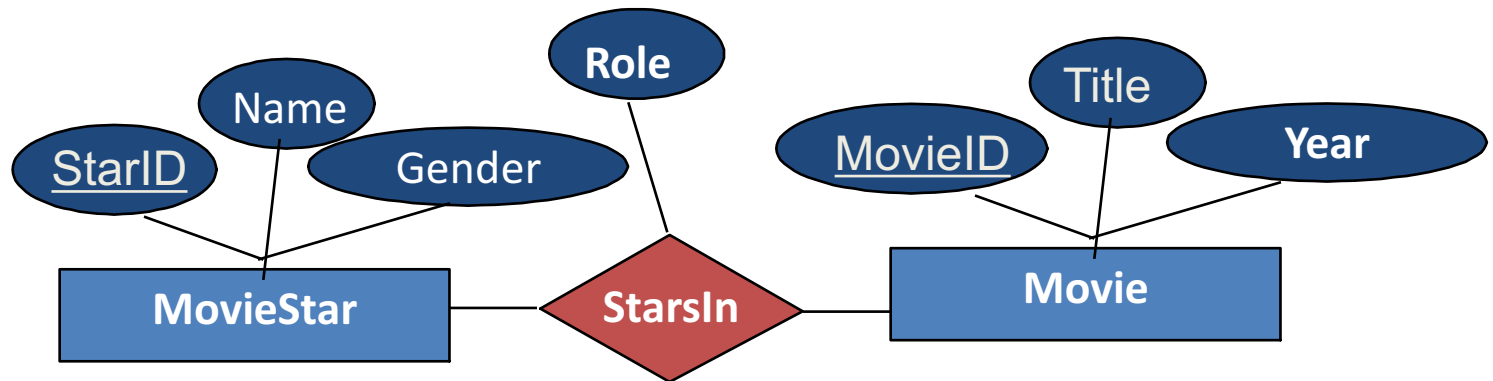 Role
Title
Name
Year
MovieID
StarID
Gender
Movie
MovieStar
StarsIn